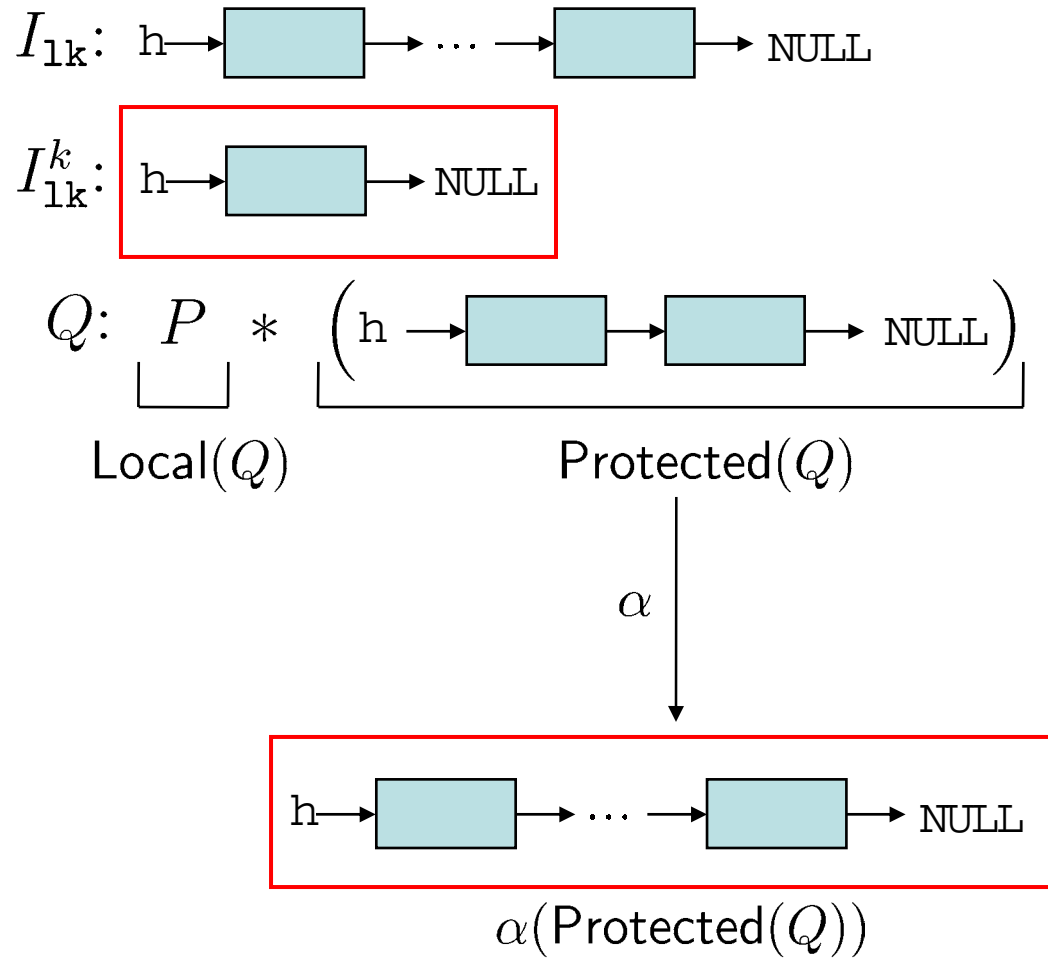 I_lk: h ... NULL
I^k_lk: h NULL
Q: P * ( h NULL )
Local(Q) Protected(Q)
α
h ... NULL
α(Protected(Q))